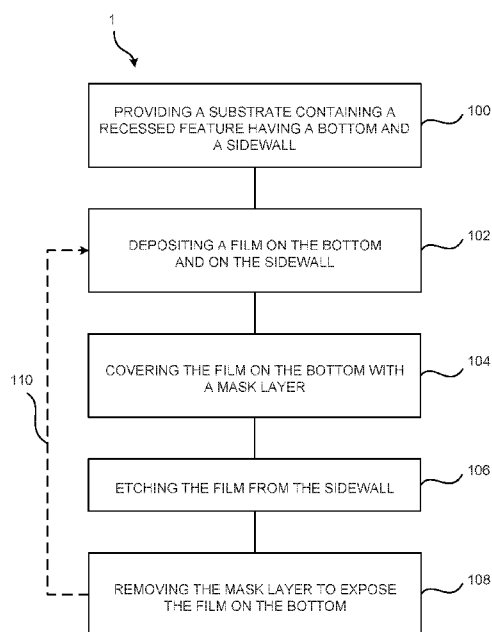 1
PROVIDING A SUBSTRATE CONTAINING A
RECESSED FEATURE HAVING A BOTTOM AND
A SIDEWALL
100
DEPOSITING A FILM ON THE BOTTOM
AND ON THE SIDEWALL
102
COVERING THE FILM ON THE BOTTOM WITH
A MASK LAYER
104
110
ETCHING THE FILM FROM THE SIDEWALL
106
REMOVING THE MASK LAYER TO EXPOSE
THE FILM ON THE BOTTOM
108